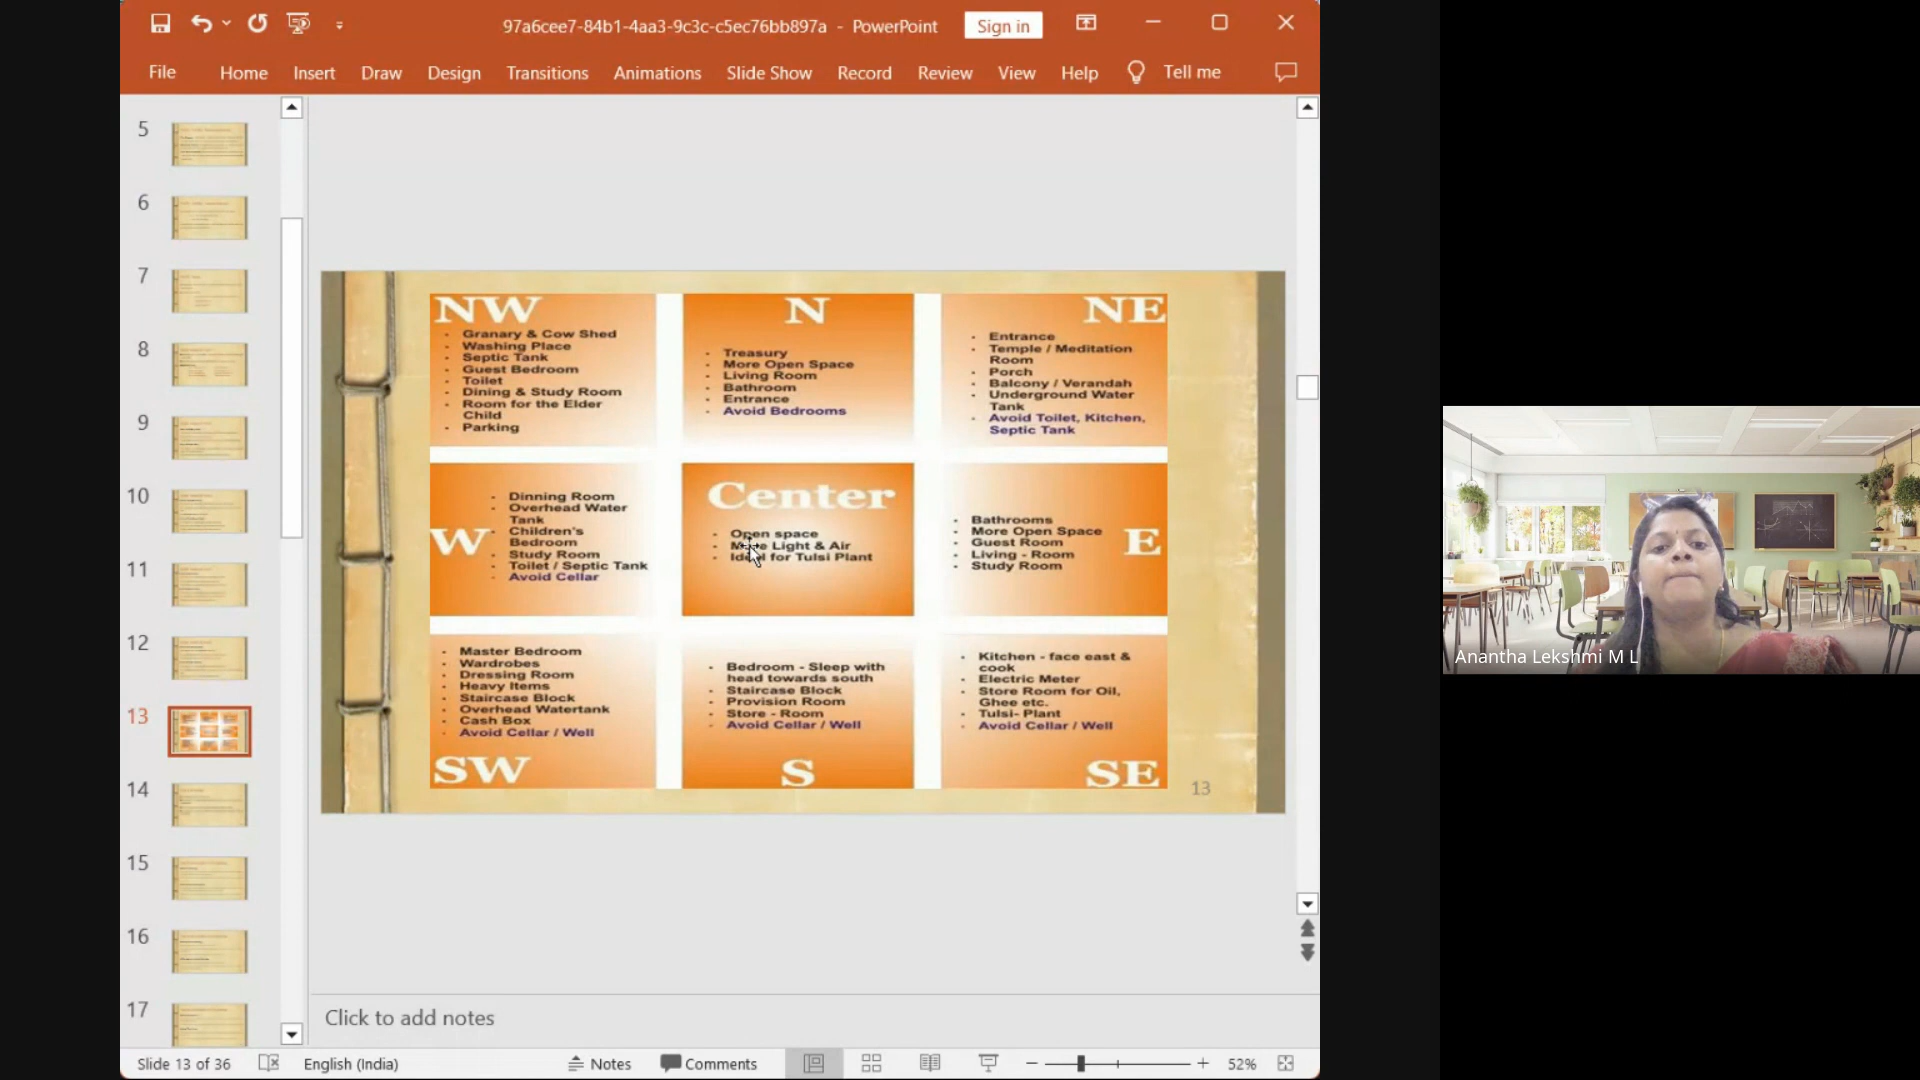 97a6cee7-84b1-4aa3-9c3c-c5ec76bb897a - PowerPoint
Sign in
File Home Insert Draw Design Transitions Animations Slide Show Record Review View Help Tell me
5
6
7
8
9
10
11
12
13
14
15
16
17
NW
- Granary & Cow Shed
- Washing Place
- Septic Tank
- Guest Bedroom
- Toilet
- Dining & Study Room
- Room for the Elder
Child
- Parking
N
- Treasury
- More Open Space
- Living Room
- Bathroom
- Entrance
- Avoid Bedrooms
NE
- Entrance
- Temple / Meditation
Room
- Porch
- Balcony / Verandah
- Underground Water
Tank
- Avoid Toilet, Kitchen,
Septic Tank
W
- Dinning Room
- Overhead Water
Tank
- Children's
Bedroom
- Study Room
- Toilet / Septic Tank
- Avoid Cellar
Center
- Open space
- More Light & Air
- Ideal for Tulsi Plant
E
- Bathrooms
- More Open Space
- Guest Room
- Living - Room
- Study Room
- Master Bedroom
- Wardrobes
- Dressing Room
- Heavy Items
- Staircase Block
- Overhead Watertank
- Cash Box
- Avoid Cellar / Well
SW
- Bedroom - Sleep with
head towards south
- Staircase Block
- Provision Room
- Store - Room
- Avoid Cellar / Well
S
- Kitchen - face east &
cook
- Electric Meter
- Store Room for Oil,
Ghee etc.
- Tulsi- Plant
- Avoid Cellar / Well
SE
13
Click to add notes
Slide 13 of 36 English (India) Notes Comments 52%
Anantha Lekshmi M L